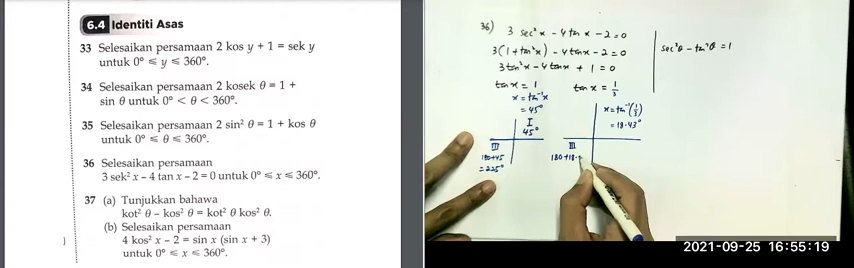 6.4 Identiti Asas
33 Selesaikan persamaan 2 kos y + 1 = sek y
untuk 0° ⩽ y ⩽ 360°.
34 Selesaikan persamaan 2 kosek θ = 1 +
sin θ untuk 0° < θ < 360°.
35 Selesaikan persamaan 2 sin² θ = 1 + kos θ
untuk 0° ⩽ θ ⩽ 360°.
36 Selesaikan persamaan
3 sek² x – 4 tan x – 2 = 0 untuk 0° ⩽ x ⩽ 360°.
37 (a) Tunjukkan bahawa
kot² θ – kos² θ = kot² θ kos² θ.
(b) Selesaikan persamaan
4 kos² x – 2 = sin x (sin x + 3)
untuk 0° ⩽ x ⩽ 360°.
36) 3 sec²x - 4 tan x - 2 = 0
3(1 + tan²x) - 4 tan x - 2 = 0
3 tan²x - 4 tan x + 1 = 0
tan x = 1
x = tan⁻¹x
= 45°
I
45°
III
180+45
= 225°
tan x = 1/3
x = tan⁻¹(1/3)
= 18.43°
III
180+18.
sec²θ - tan²θ = 1
2021-09-25 16:55:19